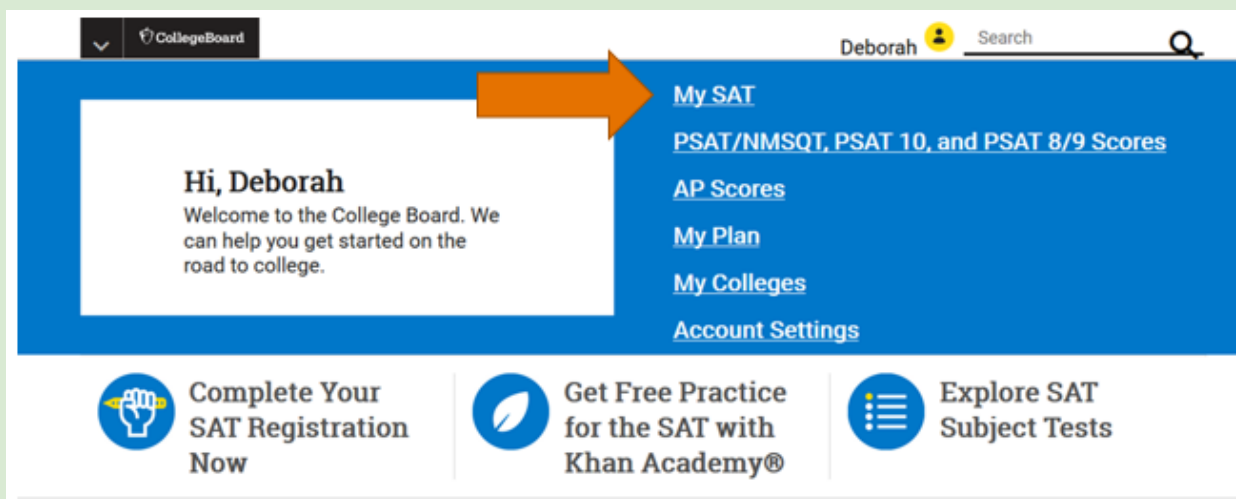 CollegeBoard
Deborah
Search
My SAT
PSAT/NMSQT, PSAT 10, and PSAT 8/9 Scores
AP Scores
My Plan
My Colleges
Account Settings
Hi, Deborah
Welcome to the College Board. We
can help you get started on the
road to college.
Complete Your
SAT Registration
Now
Get Free Practice
for the SAT with
Khan Academy®
Explore SAT
Subject Tests